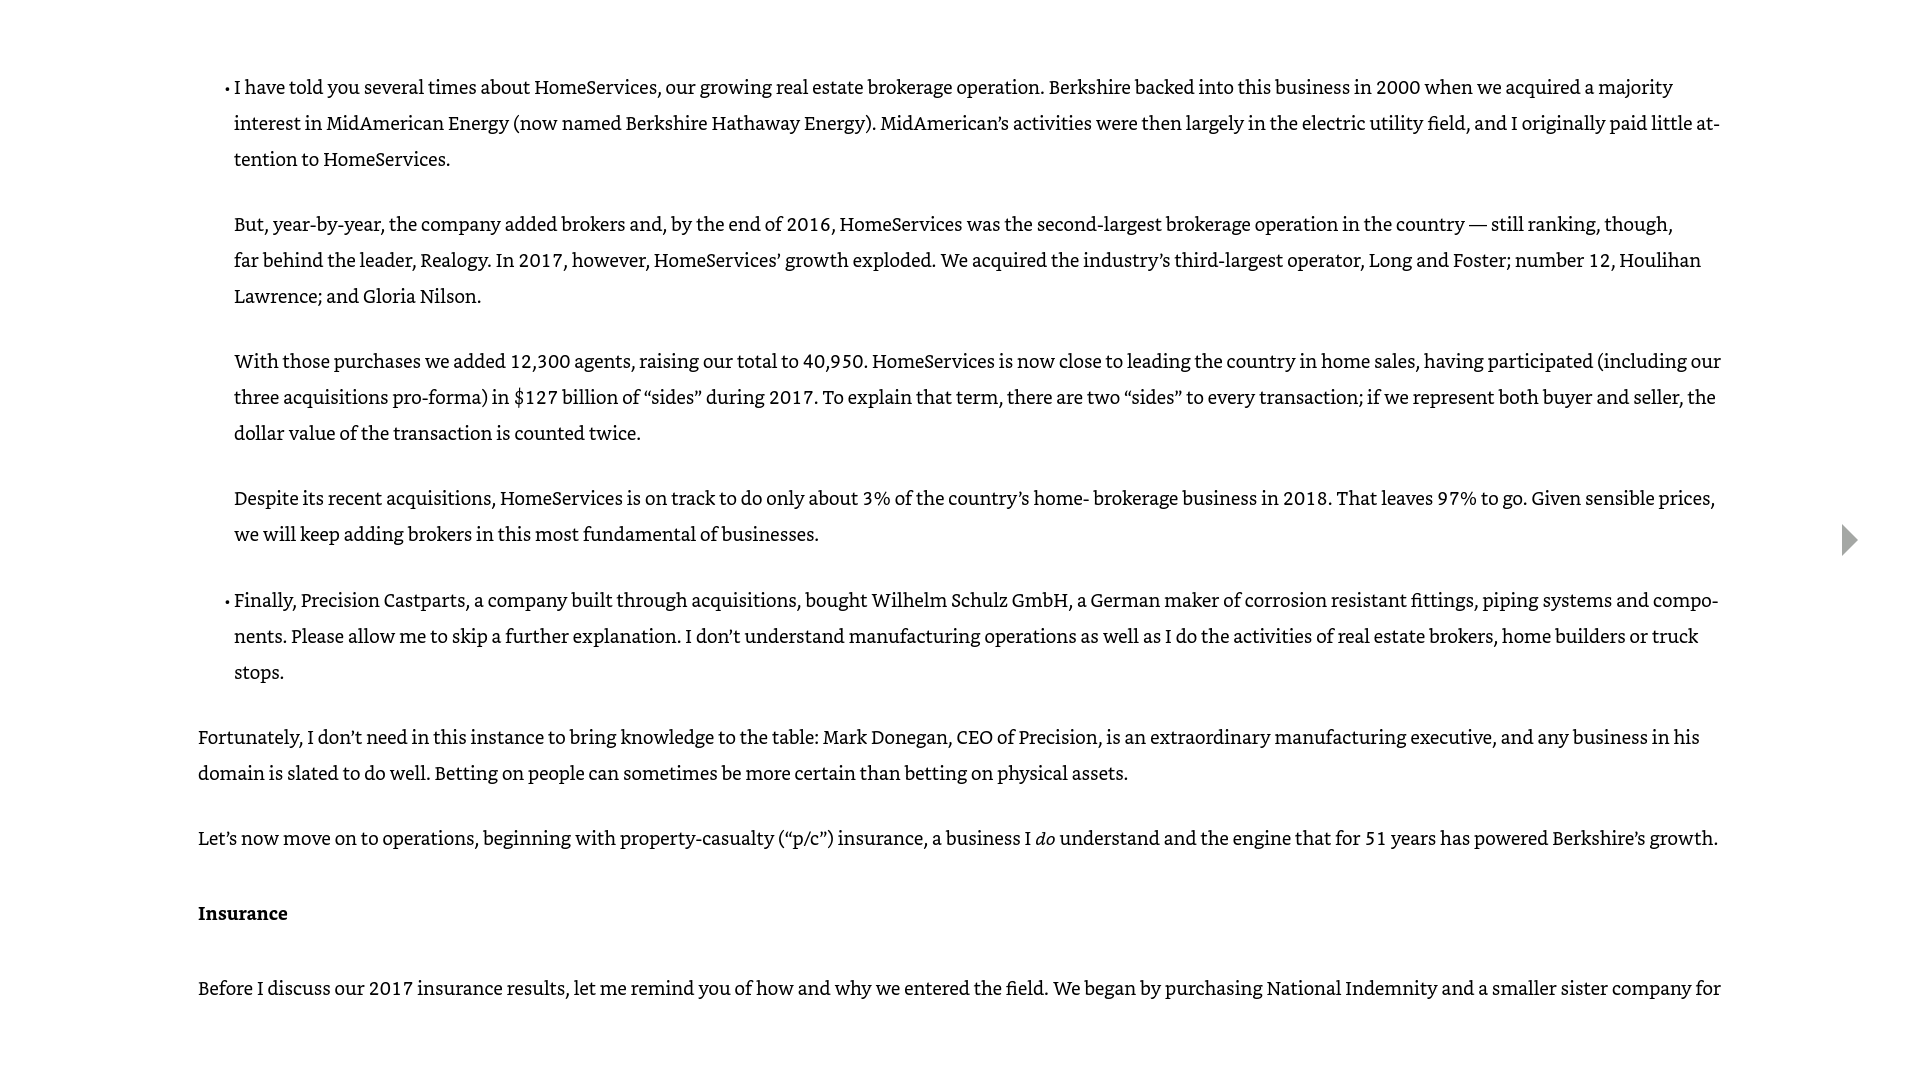 • I have told you several times about HomeServices, our growing real estate brokerage operation. Berkshire backed into this business in 2000 when we acquired a majority
interest in MidAmerican Energy (now named Berkshire Hathaway Energy). MidAmerican’s activities were then largely in the electric utility field, and I originally paid little at-
tention to HomeServices.
But, year-by-year, the company added brokers and, by the end of 2016, HomeServices was the second-largest brokerage operation in the country — still ranking, though,
far behind the leader, Realogy. In 2017, however, HomeServices’ growth exploded. We acquired the industry’s third-largest operator, Long and Foster; number 12, Houlihan
Lawrence; and Gloria Nilson.
With those purchases we added 12,300 agents, raising our total to 40,950. HomeServices is now close to leading the country in home sales, having participated (including our
three acquisitions pro-forma) in $127 billion of “sides” during 2017. To explain that term, there are two “sides” to every transaction; if we represent both buyer and seller, the
dollar value of the transaction is counted twice.
Despite its recent acquisitions, HomeServices is on track to do only about 3% of the country’s home- brokerage business in 2018. That leaves 97% to go. Given sensible prices,
we will keep adding brokers in this most fundamental of businesses.
• Finally, Precision Castparts, a company built through acquisitions, bought Wilhelm Schulz GmbH, a German maker of corrosion resistant fittings, piping systems and compo-
nents. Please allow me to skip a further explanation. I don’t understand manufacturing operations as well as I do the activities of real estate brokers, home builders or truck
stops.
Fortunately, I don’t need in this instance to bring knowledge to the table: Mark Donegan, CEO of Precision, is an extraordinary manufacturing executive, and any business in his
domain is slated to do well. Betting on people can sometimes be more certain than betting on physical assets.
Let’s now move on to operations, beginning with property-casualty (“p/c”) insurance, a business I do understand and the engine that for 51 years has powered Berkshire’s growth.
Insurance
Before I discuss our 2017 insurance results, let me remind you of how and why we entered the field. We began by purchasing National Indemnity and a smaller sister company for